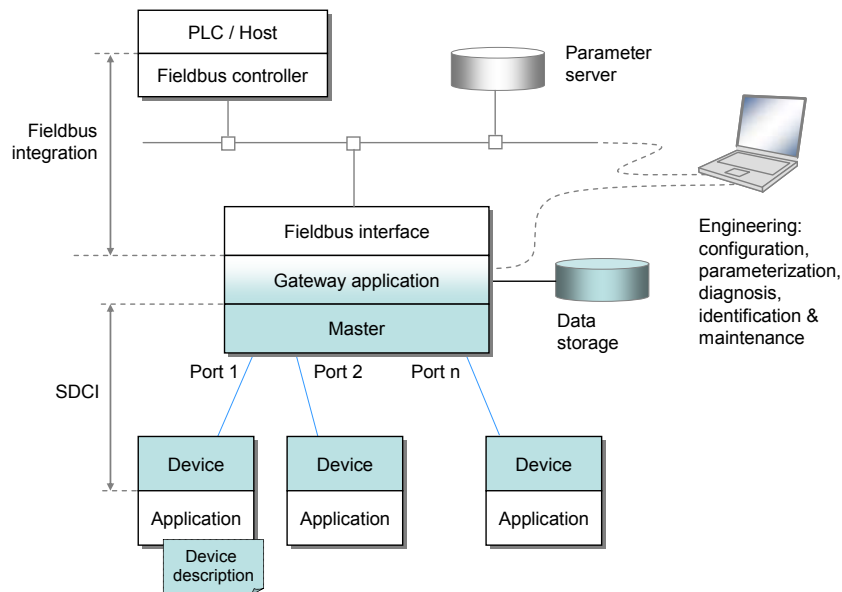 PLC / Host
Fieldbus controller
Parameter
server
Fieldbus
integration
Fieldbus interface
Gateway application
Master
Data
storage
Engineering:
configuration,
parameterization,
diagnosis,
identification &
maintenance
SDCI
Port 1
Port 2
Port n
Device
Device
Device
Application
Application
Application
Device
description